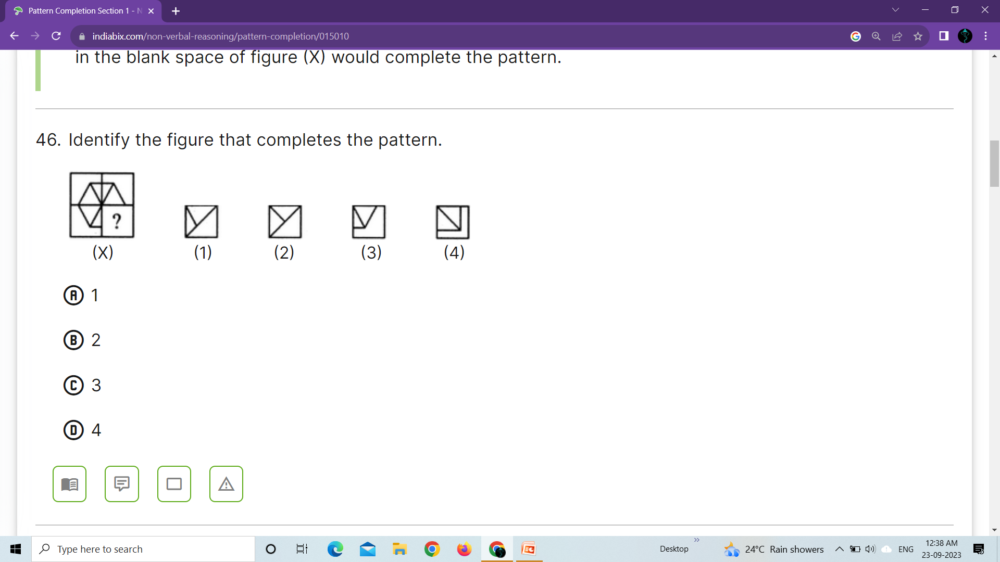 Pattern Completion Section 1 - N
indiabix.com/non-verbal-reasoning/pattern-completion/015010
in the blank space of figure (X) would complete the pattern.
46. Identify the figure that completes the pattern.
?
(X) (1) (2) (3) (4)
A 1
B 2
C 3
D 4
Type here to search
Desktop
24°C Rain showers
ENG
12:38 AM
23-09-2023